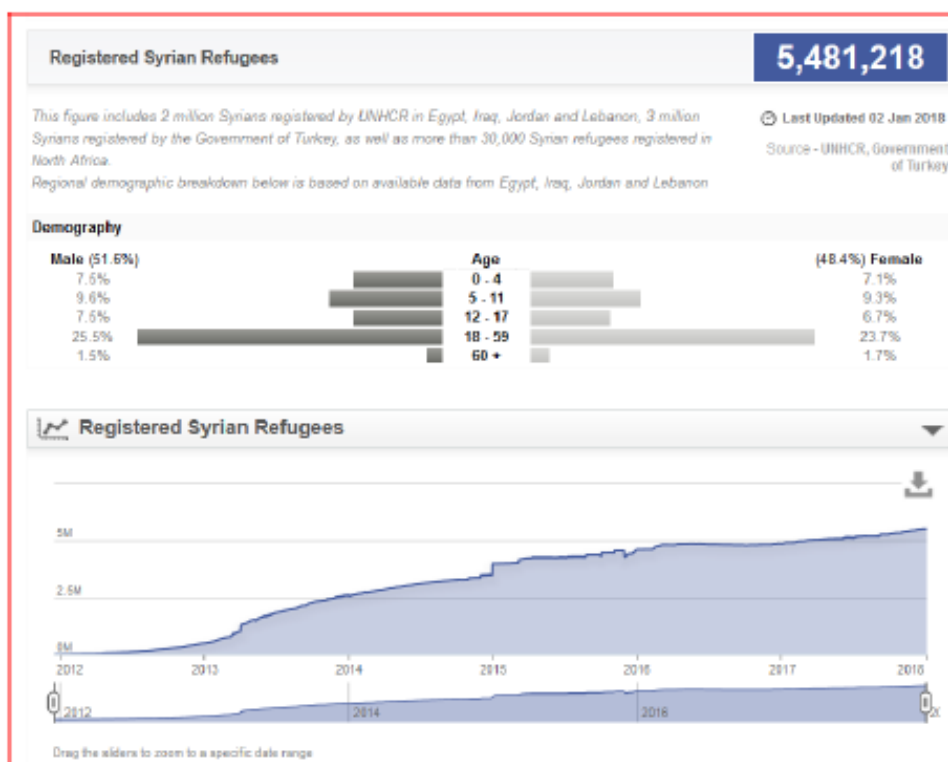 Registered Syrian Refugees
5,481,218
This figure includes 2 million Syrians registered by UNHCR in Egypt, Iraq, Jordan and Lebanon, 3 million
Syrians registered by the Government of Turkey, as well as more than 30,000 Syrian refugees registered in
North Africa.
Regional demographic breakdown below is based on available data from Egypt, Iraq, Jordan and Lebanon
Last Updated 02 Jan 2018
Source - UNHCR, Government
of Turkey
Demography
Male (51.6%) Age (48.4%) Female
7.5% 0 - 4 7.1%
9.6% 5 - 11 9.3%
7.5% 12 - 17 6.7%
25.5% 18 - 59 23.7%
1.5% 60 + 1.7%
Registered Syrian Refugees
5M
2.5M
0M
2012 2013 2014 2015 2016 2017 2018
2012 2014 2016
Drag the sliders to zoom to a specific date range